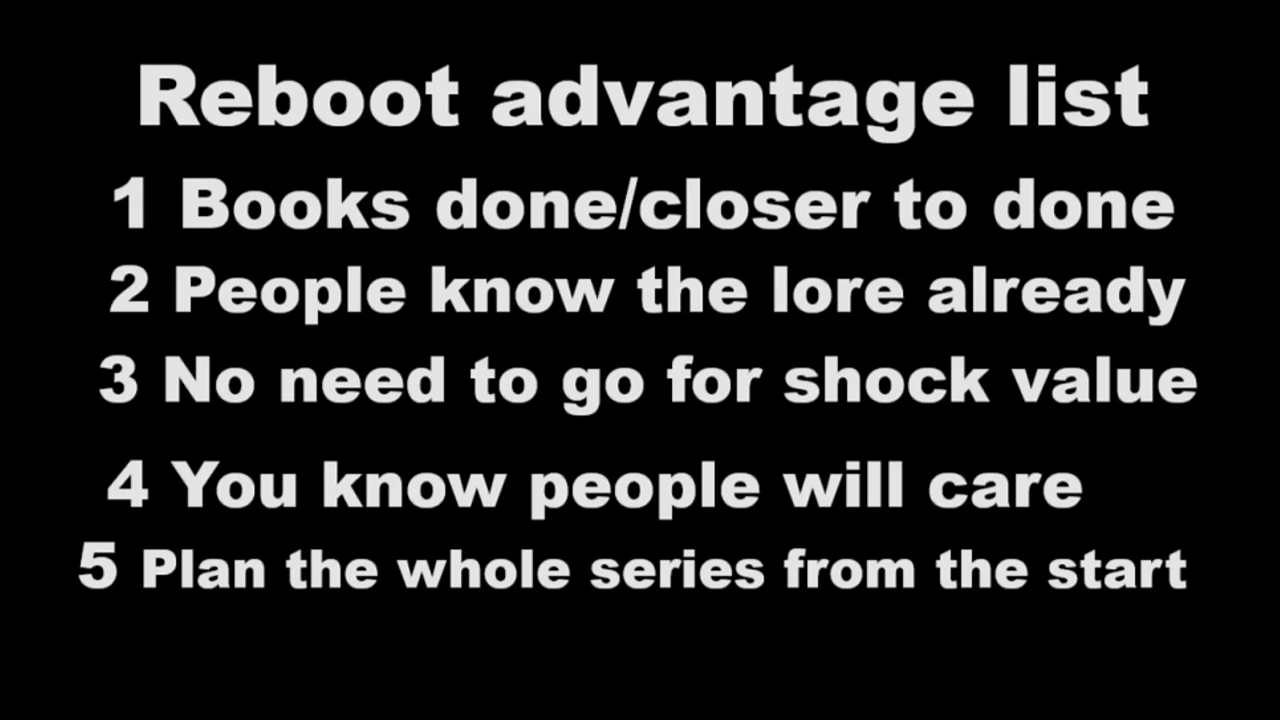 Reboot advantage list
1 Books done/closer to done
2 People know the lore already
3 No need to go for shock value
4 You know people will care
5 Plan the whole series from the start